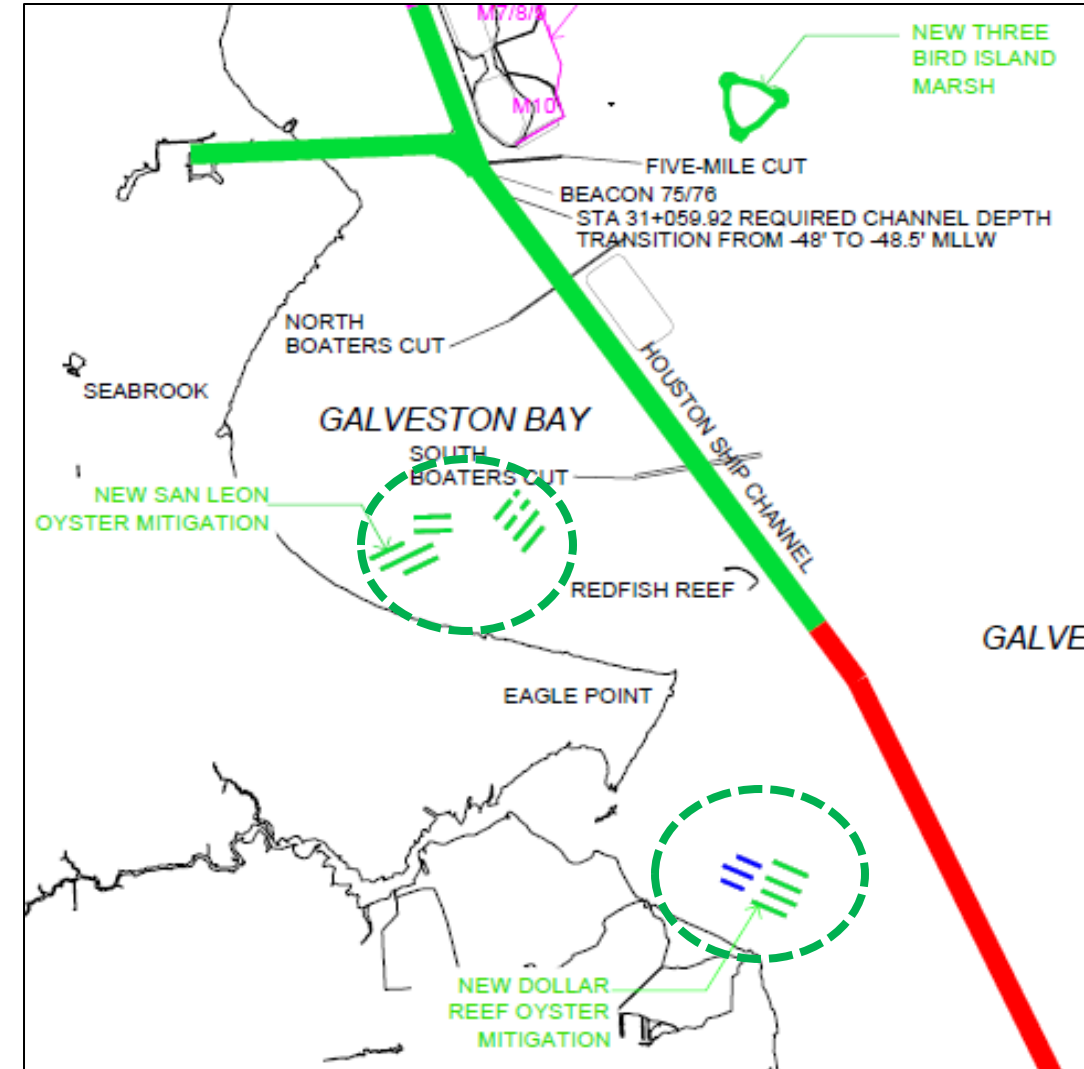 M7/8/9
NEW THREE
BIRD ISLAND
MARSH
M10
FIVE-MILE CUT
BEACON 75/76
STA 31+059.92 REQUIRED CHANNEL DEPTH
TRANSITION FROM -48' TO -48.5' MLLW
NORTH
BOATERS CUT
HOUSTON SHIP CHANNEL
SEABROOK
GALVESTON BAY
SOUTH
BOATERS CUT
NEW SAN LEON
OYSTER MITIGATION
REDFISH REEF
GALVE
EAGLE POINT
NEW DOLLAR
REEF OYSTER
MITIGATION